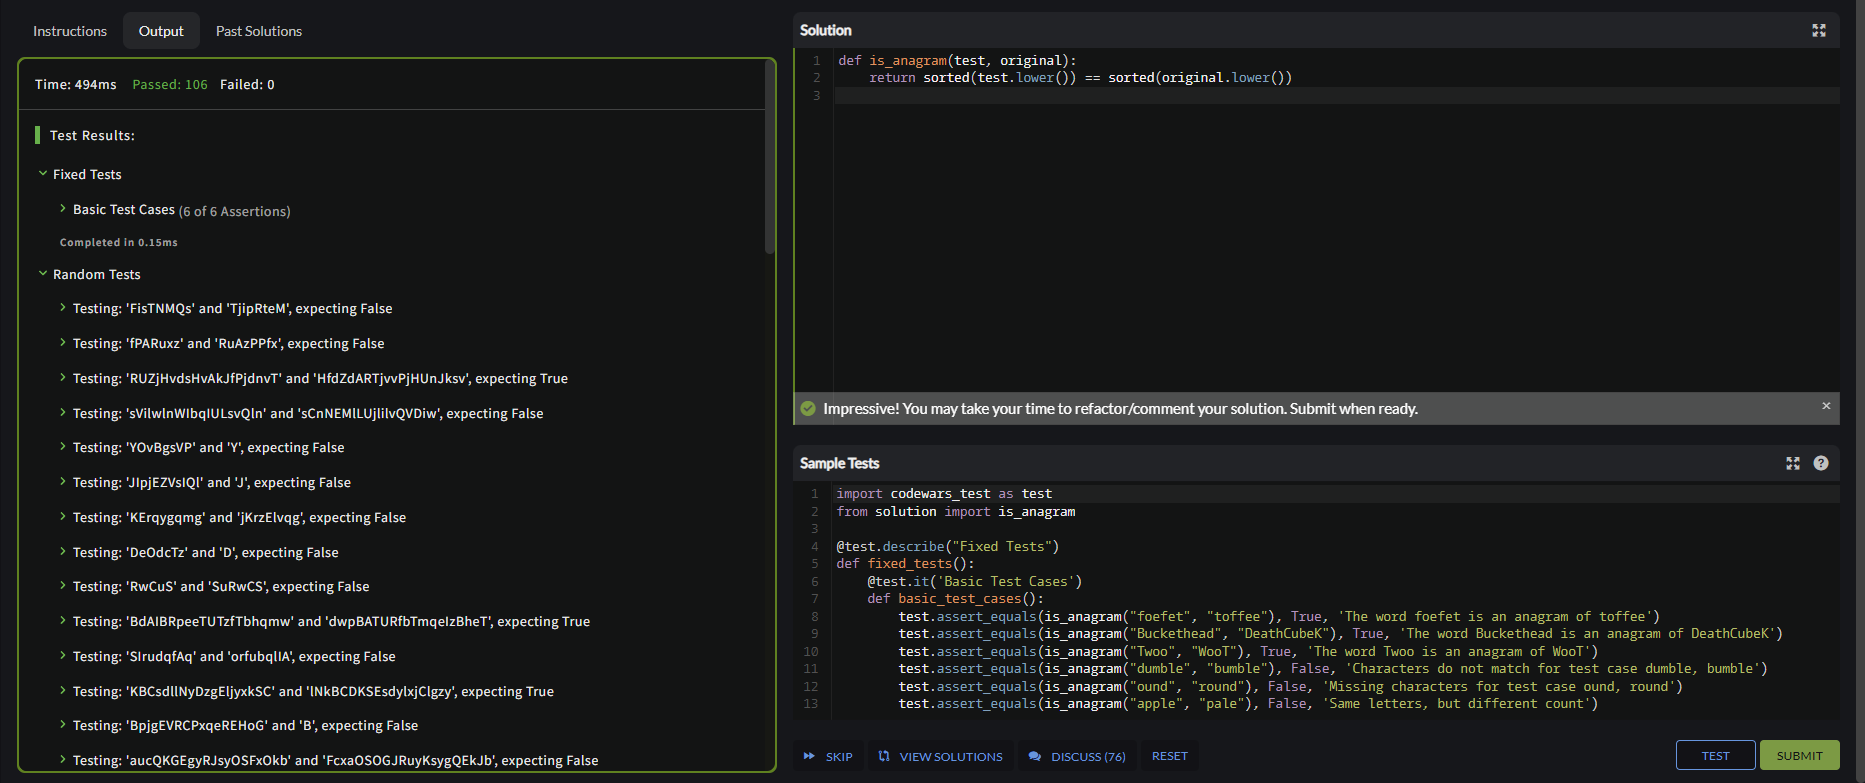 Instructions
Output
Past Solutions
Time: 494ms Passed: 106 Failed: 0
Test Results:
Fixed Tests
Basic Test Cases (6 of 6 Assertions)
Completed in 0.15ms
Random Tests
Testing: 'FisTNMQs' and 'TjipRteM', expecting False
Testing: 'fPARuxz' and 'RuAzPPfx', expecting False
Testing: 'RUZjHvdsHvAkJfPjdnvT' and 'HfdZdARTjvvPjHUnJksv', expecting True
Testing: 'sVilwlnWIbqIULsvQln' and 'sCnNEMlLUjlilvQVDiw', expecting False
Testing: 'YOvBgsVP' and 'Y', expecting False
Testing: 'JIpjEZVsIQl' and 'J', expecting False
Testing: 'KErqygqmg' and 'jKrzElvqg', expecting False
Testing: 'DeOdcTz' and 'D', expecting False
Testing: 'RwCuS' and 'SuRwCS', expecting False
Testing: 'BdAIBRpeeTUTzfTbhqmw' and 'dwpBATURfbTmqeIzBheT', expecting True
Testing: 'SIrudqfAq' and 'orfubqlIA', expecting False
Testing: 'KBCsdllNyDzgEljyxkSC' and 'lNkBCDKSEsdylxjClgzy', expecting True
Testing: 'BpjgEVRCPxqeREHoG' and 'B', expecting False
Testing: 'aucQKGEgyRJsyOSFxOkb' and 'FcxaOSOGJRuyKsygQEkJb', expecting False
Solution
1 def is_anagram(test, original):
2 return sorted(test.lower()) == sorted(original.lower())
3
Impressive! You may take your time to refactor/comment your solution. Submit when ready.
Sample Tests
1 import codewars_test as test
2 from solution import is_anagram
3
4 @test.describe("Fixed Tests")
5 def fixed_tests():
6 @test.it('Basic Test Cases')
7 def basic_test_cases():
8 test.assert_equals(is_anagram("foefet", "toffee"), True, 'The word foefet is an anagram of toffee')
9 test.assert_equals(is_anagram("Buckethead", "DeathCubeK"), True, 'The word Buckethead is an anagram of DeathCubeK')
10 test.assert_equals(is_anagram("Twoo", "WooT"), True, 'The word Twoo is an anagram of WooT')
11 test.assert_equals(is_anagram("dumble", "bumble"), False, 'Characters do not match for test case dumble, bumble')
12 test.assert_equals(is_anagram("ound", "round"), False, 'Missing characters for test case ound, round')
13 test.assert_equals(is_anagram("apple", "pale"), False, 'Same letters, but different count')
SKIP
VIEW SOLUTIONS
DISCUSS (76)
RESET
TEST
SUBMIT